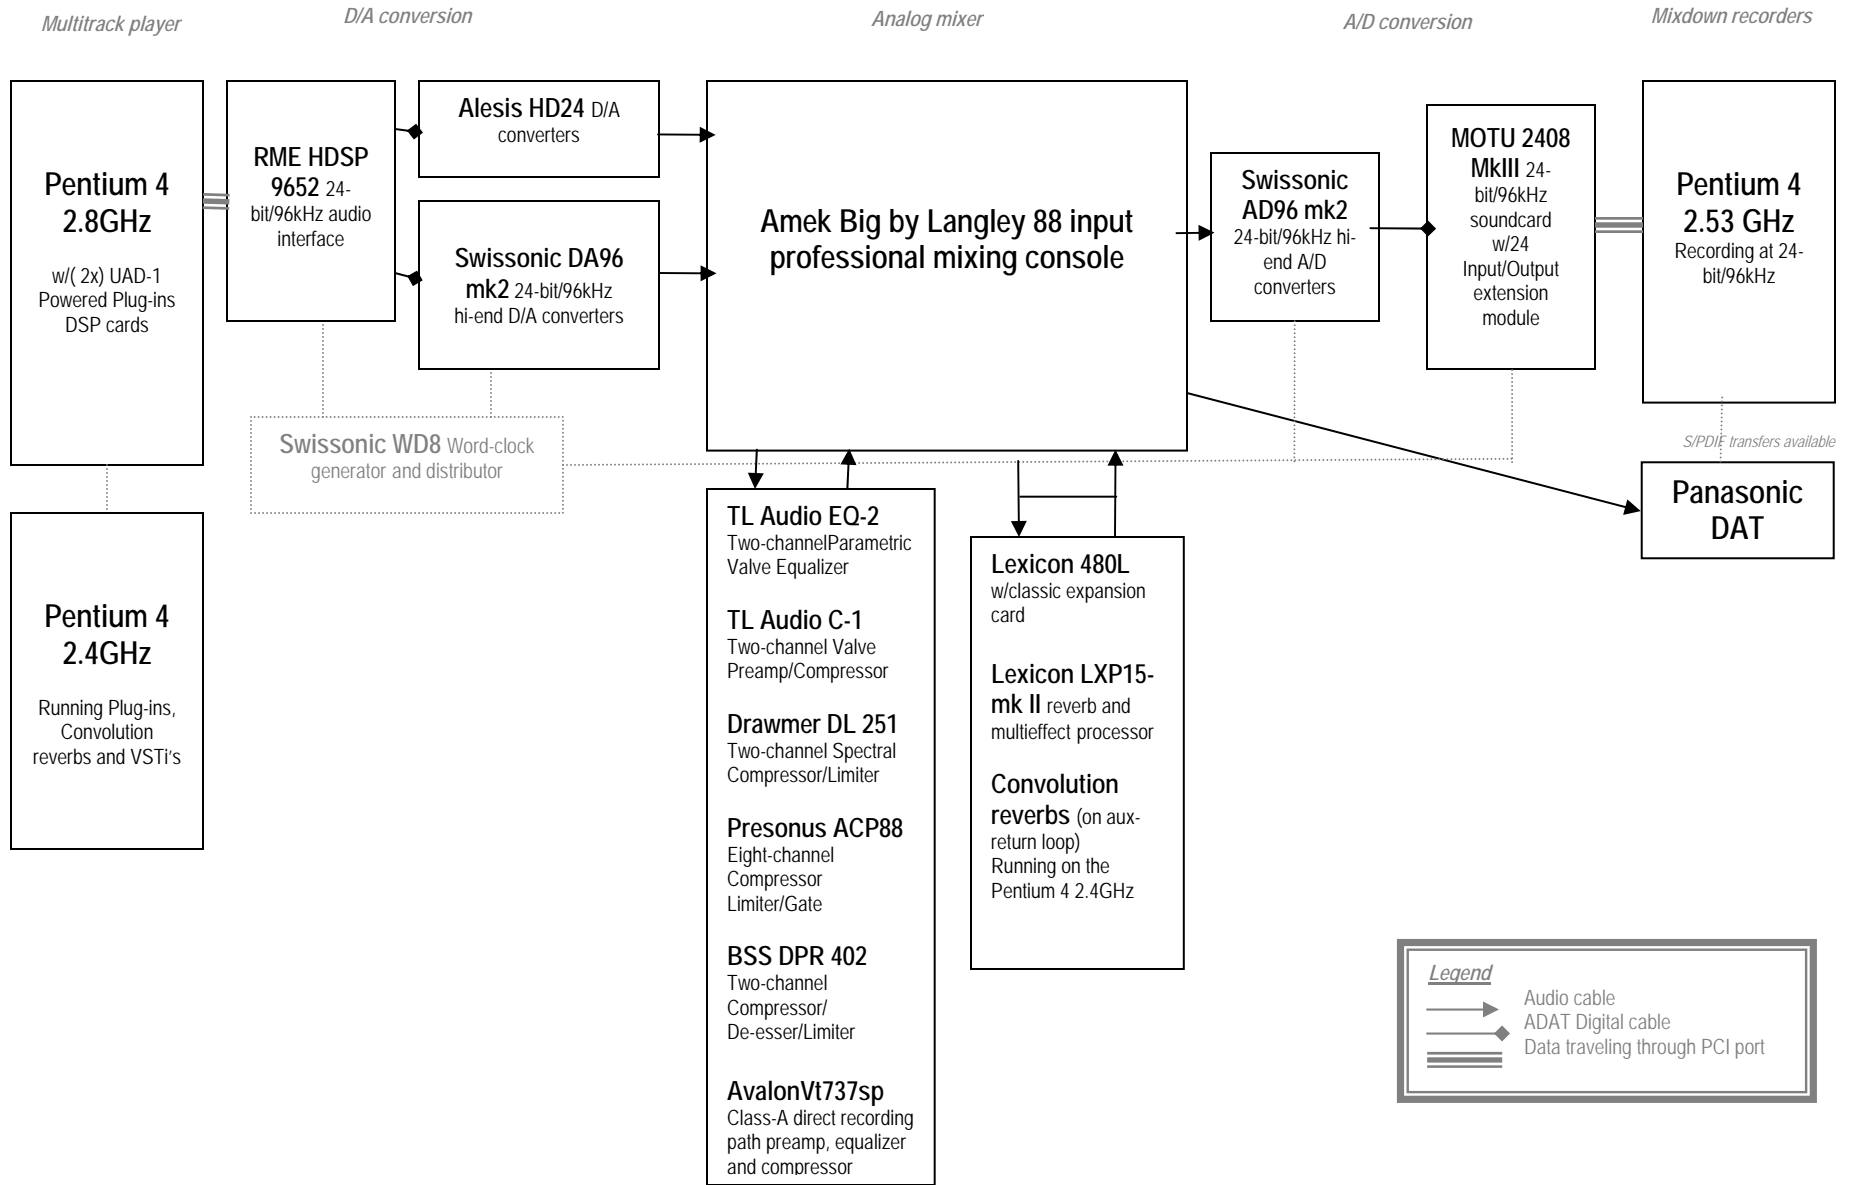 Multitrack player
D/A conversion
Analog mixer
A/D conversion
Mixdown recorders
Pentium 4
2.8GHz
w/( 2x) UAD-1
Powered Plug-ins
DSP cards
RME HDSP
9652 24-
bit/96kHz audio
interface
Alesis HD24 D/A
converters
Swissonic DA96
mk2 24-bit/96kHz
hi-end D/A converters
Amek Big by Langley 88 input
professional mixing console
Swissonic
AD96 mk2
24-bit/96kHz hi-
end A/D
converters
MOTU 2408
MkIII 24-
bit/96kHz
soundcard
w/24
Input/Output
extension
module
Pentium 4
2.53 GHz
Recording at 24-
bit/96kHz
Swissonic WD8 Word-clock
generator and distributor
S/PDIF transfers available
Panasonic
DAT
Pentium 4
2.4GHz
Running Plug-ins,
Convolution
reverbs and VSTi's
TL Audio EQ-2
Two-channelParametric
Valve Equalizer
TL Audio C-1
Two-channel Valve
Preamp/Compressor
Drawmer DL 251
Two-channel Spectral
Compressor/Limiter
Presonus ACP88
Eight-channel
Compressor
Limiter/Gate
BSS DPR 402
Two-channel
Compressor/
De-esser/Limiter
AvalonVt737sp
Class-A direct recording
path preamp, equalizer
and compressor
Lexicon 480L
w/classic expansion
card
Lexicon LXP15-
mk II reverb and
multieffect processor
Convolution
reverbs (on aux-
return loop)
Running on the
Pentium 4 2.4GHz
Legend
Audio cable
ADAT Digital cable
Data traveling through PCI port